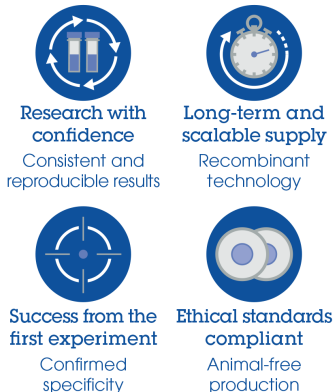 Research with
confidence
Consistent and
reproducible results
Long-term and
scalable supply
Recombinant
technology
Success from the
first experiment
Confirmed
specificity
Ethical standards
compliant
Animal-free
production